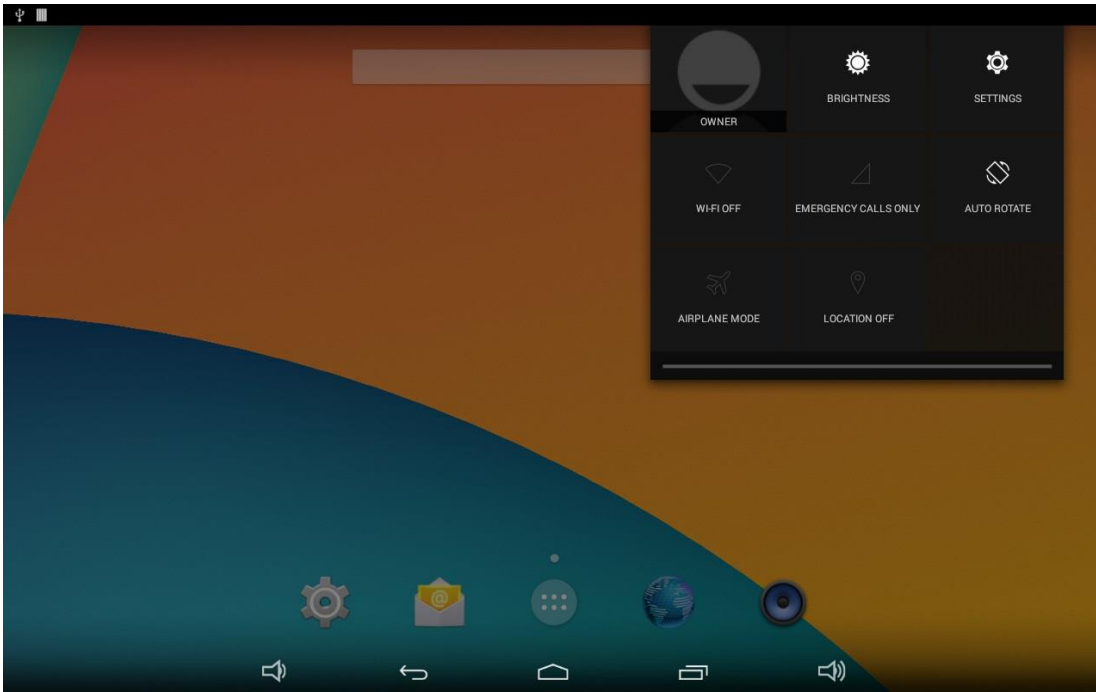 OWNER
BRIGHTNESS
SETTINGS
WI-FI OFF
EMERGENCY CALLS ONLY
AUTO ROTATE
AIRPLANE MODE
LOCATION OFF
@